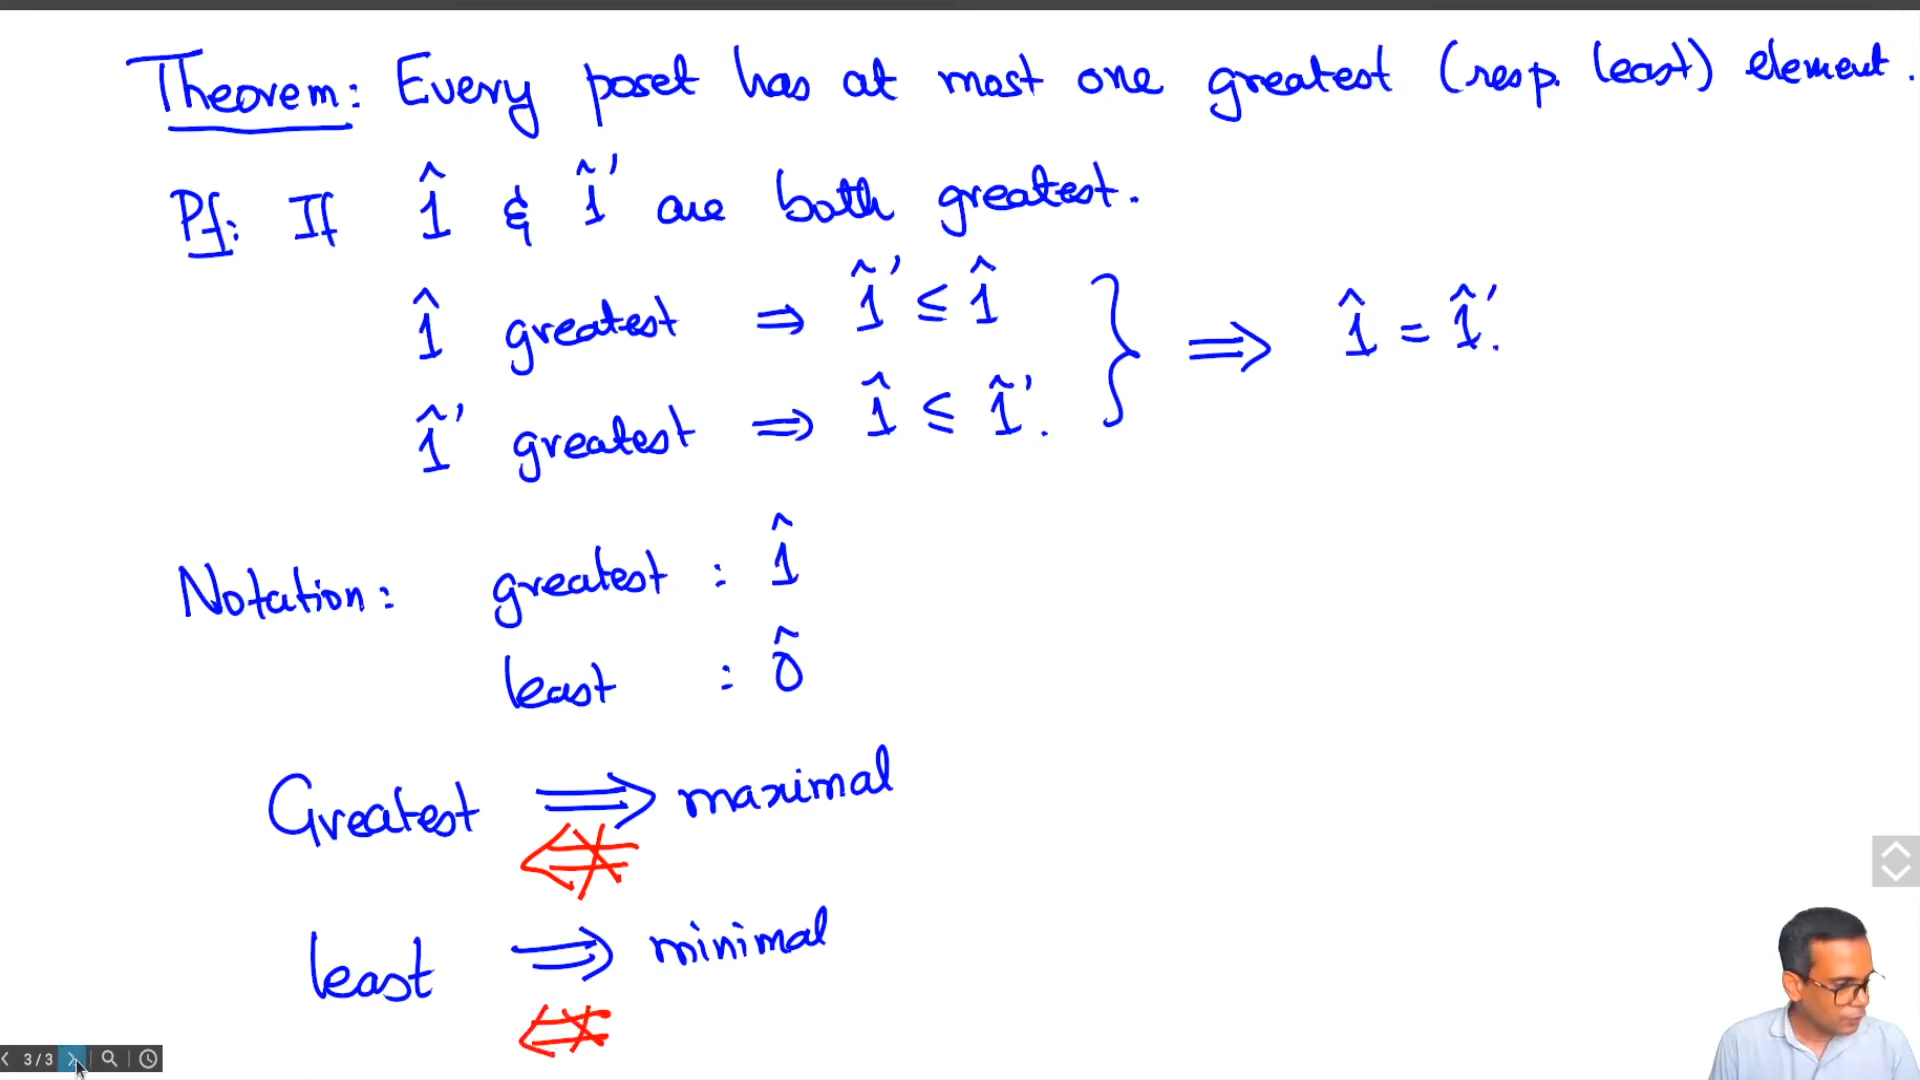 Theorem: Every poset has at most one greatest (resp. least) element.
Pf: If 1̂ & 1̂' are both greatest.
1̂ greatest ⇒ 1̂' ≤ 1̂
1̂' greatest ⇒ 1̂ ≤ 1̂'.
} ⟹ 1̂ = 1̂'.
Notation: greatest : 1̂
least : 0̂
Greatest ⟹ maximal
⇍
least ⟹ minimal
⇍
3/3